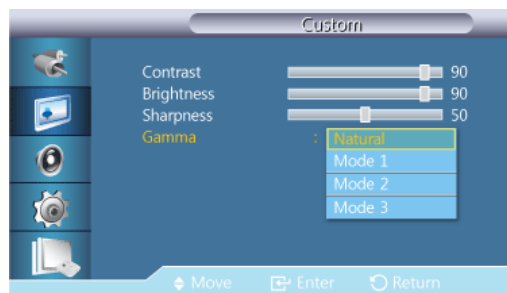 Custom
Contrast 90
Brightness 90
Sharpness 50
Gamma : Natural
Mode 1
Mode 2
Mode 3
Move Enter Return